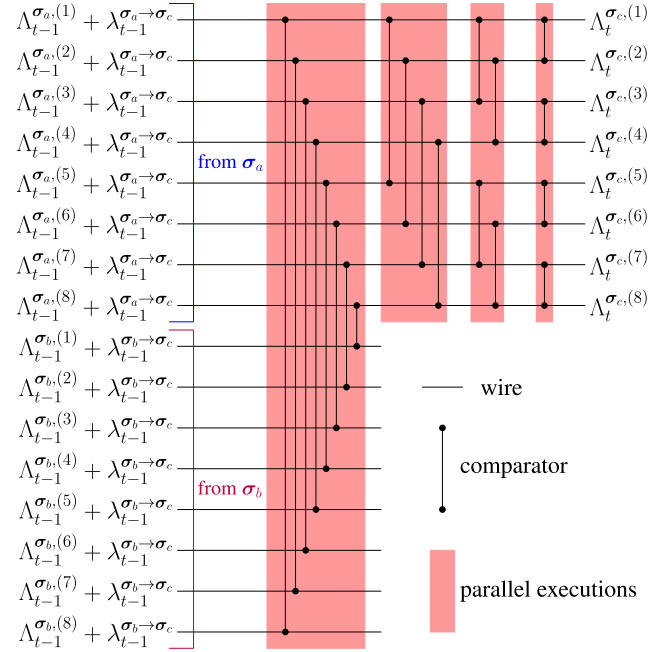 Λ_{t−1}^{σ_a,(1)} + λ_{t−1}^{σ_a→σ_c} Λ_t^{σ_c,(1)}
Λ_{t−1}^{σ_a,(2)} + λ_{t−1}^{σ_a→σ_c} Λ_t^{σ_c,(2)}
Λ_{t−1}^{σ_a,(3)} + λ_{t−1}^{σ_a→σ_c} Λ_t^{σ_c,(3)}
Λ_{t−1}^{σ_a,(4)} + λ_{t−1}^{σ_a→σ_c} Λ_t^{σ_c,(4)}
from σ_a
Λ_{t−1}^{σ_a,(5)} + λ_{t−1}^{σ_a→σ_c} Λ_t^{σ_c,(5)}
Λ_{t−1}^{σ_a,(6)} + λ_{t−1}^{σ_a→σ_c} Λ_t^{σ_c,(6)}
Λ_{t−1}^{σ_a,(7)} + λ_{t−1}^{σ_a→σ_c} Λ_t^{σ_c,(7)}
Λ_{t−1}^{σ_a,(8)} + λ_{t−1}^{σ_a→σ_c} Λ_t^{σ_c,(8)}
Λ_{t−1}^{σ_b,(1)} + λ_{t−1}^{σ_b→σ_c}
Λ_{t−1}^{σ_b,(2)} + λ_{t−1}^{σ_b→σ_c} wire
Λ_{t−1}^{σ_b,(3)} + λ_{t−1}^{σ_b→σ_c}
Λ_{t−1}^{σ_b,(4)} + λ_{t−1}^{σ_b→σ_c} comparator
from σ_b
Λ_{t−1}^{σ_b,(5)} + λ_{t−1}^{σ_b→σ_c}
Λ_{t−1}^{σ_b,(6)} + λ_{t−1}^{σ_b→σ_c}
Λ_{t−1}^{σ_b,(7)} + λ_{t−1}^{σ_b→σ_c} parallel executions
Λ_{t−1}^{σ_b,(8)} + λ_{t−1}^{σ_b→σ_c}